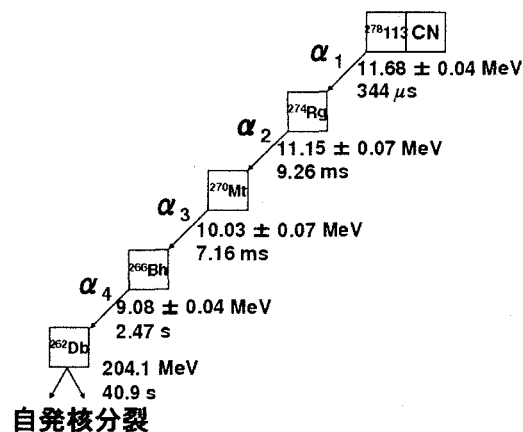 278113 CN
α1
11.68 ± 0.04 MeV
344 μs
274Rg
α2
11.15 ± 0.07 MeV
9.26 ms
270Mt
α3
10.03 ± 0.07 MeV
7.16 ms
266Bh
α4
9.08 ± 0.04 MeV
2.47 s
262Db
204.1 MeV
40.9 s
自発核分裂